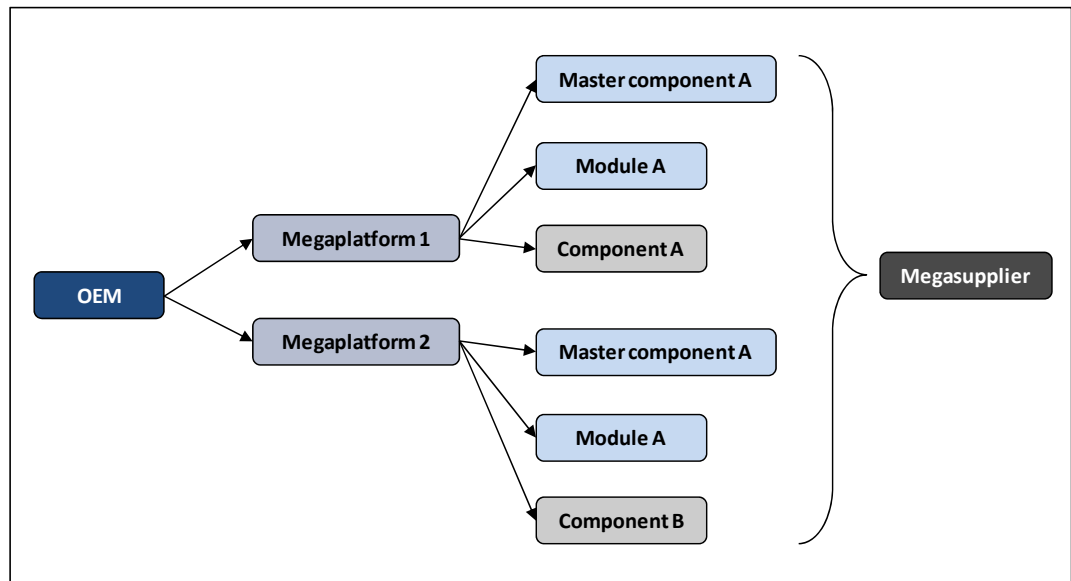 OEM
Megaplatform 1
Master component A
Module A
Component A
Megaplatform 2
Master component A
Module A
Component B
Megasupplier